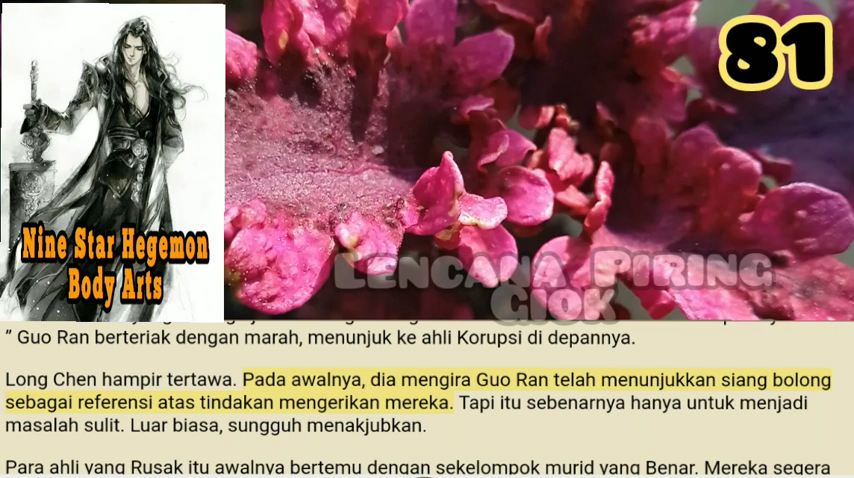 81
Nine Star Hegemon
Body Arts
Lencana Piring
Giok
” Guo Ran berteriak dengan marah, menunjuk ke ahli Korupsi di depannya.
Long Chen hampir tertawa. Pada awalnya, dia mengira Guo Ran telah menunjukkan siang bolong
sebagai referensi atas tindakan mengerikan mereka. Tapi itu sebenarnya hanya untuk menjadi
masalah sulit. Luar biasa, sungguh menakjubkan.
Para ahli yang Rusak itu awalnya bertemu dengan sekelompok murid yang Benar. Mereka segera